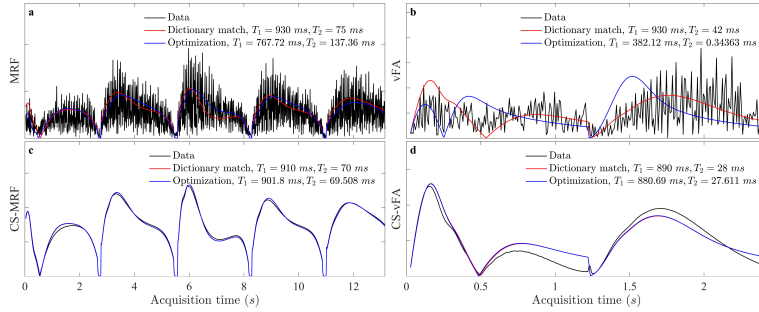 a
Data
Dictionary match, T₁ = 930 ms, T₂ = 75 ms
Optimization, T₁ = 767.72 ms, T₂ = 137.36 ms
MRF
b
Data
Dictionary match, T₁ = 930 ms, T₂ = 42 ms
Optimization, T₁ = 382.12 ms, T₂ = 0.34363 ms
vFA
c
Data
Dictionary match, T₁ = 910 ms, T₂ = 70 ms
Optimization, T₁ = 901.8 ms, T₂ = 69.508 ms
CS-MRF
0 2 4 6 8 10 12
Acquisition time (s)
d
Data
Dictionary match, T₁ = 890 ms, T₂ = 28 ms
Optimization, T₁ = 880.69 ms, T₂ = 27.611 ms
CS-vFA
0 0.5 1 1.5 2
Acquisition time (s)